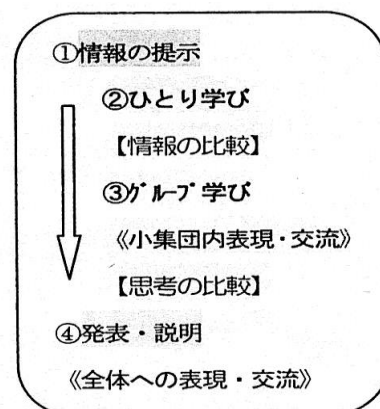 ①情報の提示
②ひとり学び
【情報の比較】
③グループ学び
《小集団内表現・交流》
【思考の比較】
④発表・説明
《全体への表現・交流》